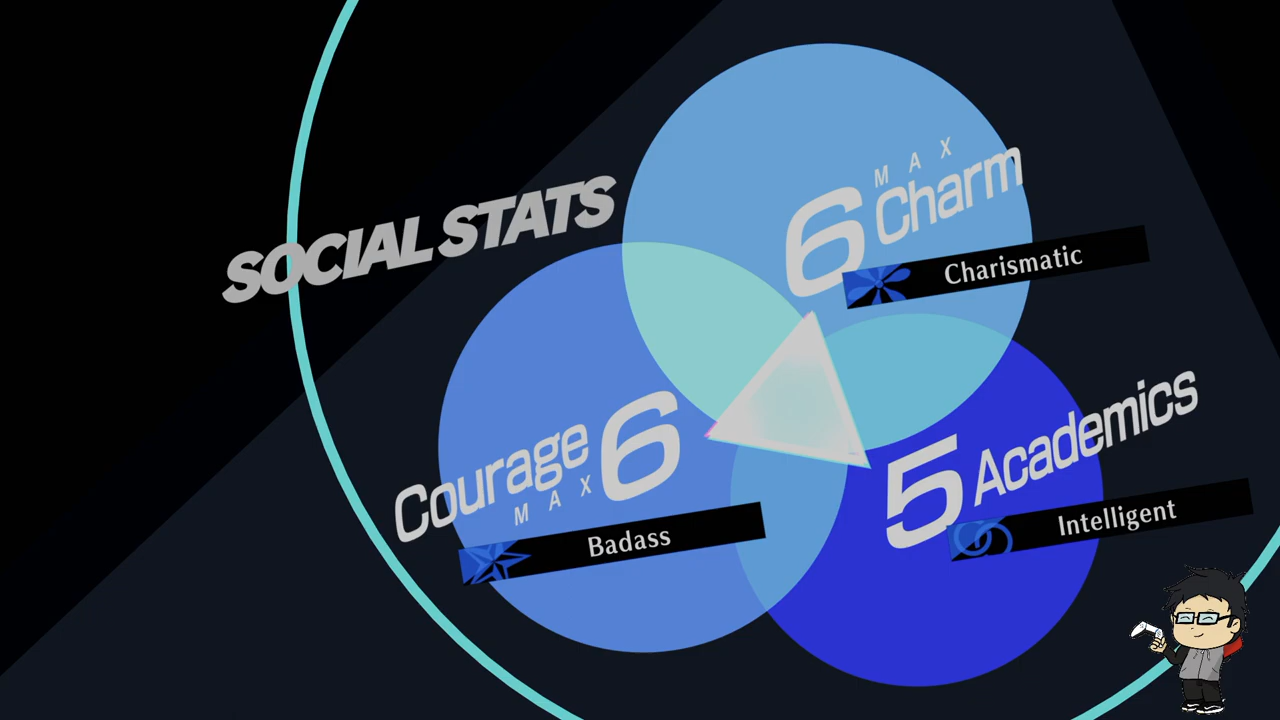 SOCIAL STATS
MAX
6 Charm
Charismatic
Courage 6
MAX
Badass
5 Academics
Intelligent